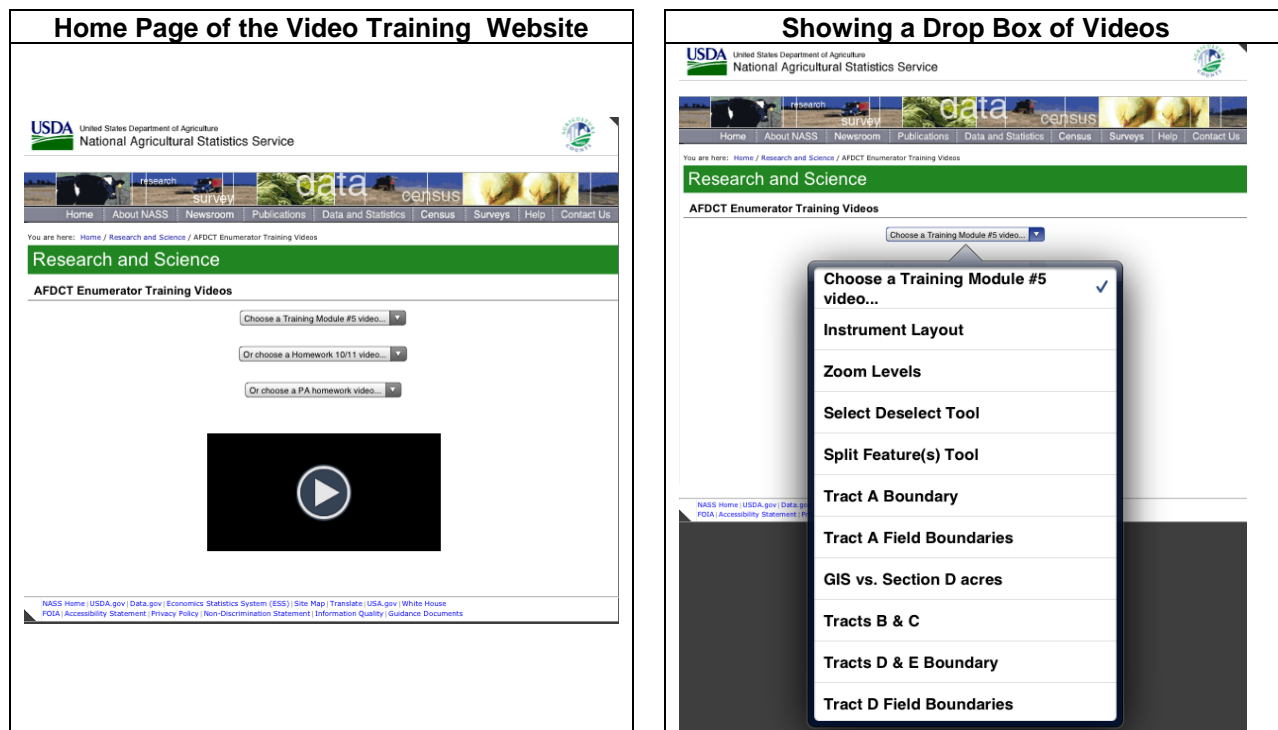 Home Page of the Video Training Website
USDA United States Department of Agriculture
National Agricultural Statistics Service
research survey data census
Home About NASS Newsroom Publications Data and Statistics Census Surveys Help Contact Us
You are here: Home / Research and Science / AFDCT Enumerator Training Videos
Research and Science
AFDCT Enumerator Training Videos
Choose a Training Module #5 video...
Or choose a Homework 10/11 video...
Or choose a PA homework video...
NASS Home | USDA.gov | Data.gov | Economics Statistics System (ESS) | Site Map | Translate | USA.gov | White House
FOIA | Accessibility Statement | Privacy Policy | Non-Discrimination Statement | Information Quality | Guidance Documents
Showing a Drop Box of Videos
USDA United States Department of Agriculture
National Agricultural Statistics Service
research survey data census
Home About NASS Newsroom Publications Data and Statistics Census Surveys Help Contact Us
You are here: Home / Research and Science / AFDCT Enumerator Training Videos
Research and Science
AFDCT Enumerator Training Videos
Choose a Training Module #5 video...
Choose a Training Module #5
video...
Instrument Layout
Zoom Levels
Select Deselect Tool
Split Feature(s) Tool
Tract A Boundary
Tract A Field Boundaries
GIS vs. Section D acres
Tracts B & C
Tracts D & E Boundary
Tract D Field Boundaries
NASS Home | USDA.gov |
FOIA | Accessibility Statement |